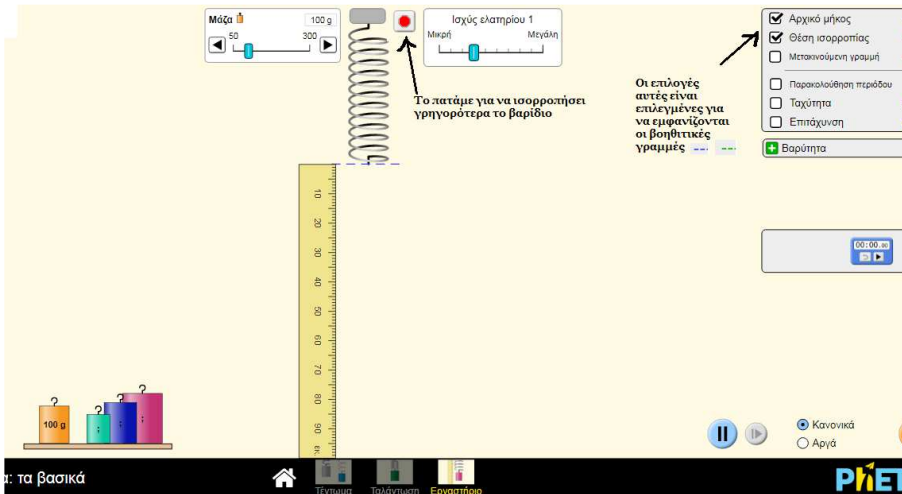 Μάζα
100 g
50
300
Ισχύς ελατηρίου 1
Μικρή
Μεγάλη
Το πατάμε για να ισορροπήσει
γρηγορότερα το βαρίδιο
Οι επιλογές
αυτές είναι
επιλεγμένες για
να εμφανίζονται
οι βοηθιτικές
γραμμές
Αρχικό μήκος
Θέση ισορροπίας
Μετακινούμενη γραμμή
Παρακολούθηση περιόδου
Ταχύτητα
Επιτάχυνση
Βαρύτητα
00:00.00
10
20
30
40
50
60
70
80
90
εκ.
100 g
;
;
;
Κανονικά
Αργά
α: τα βασικά
Τέντωμα
Ταλάντωση
Εργαστήριο
PhET